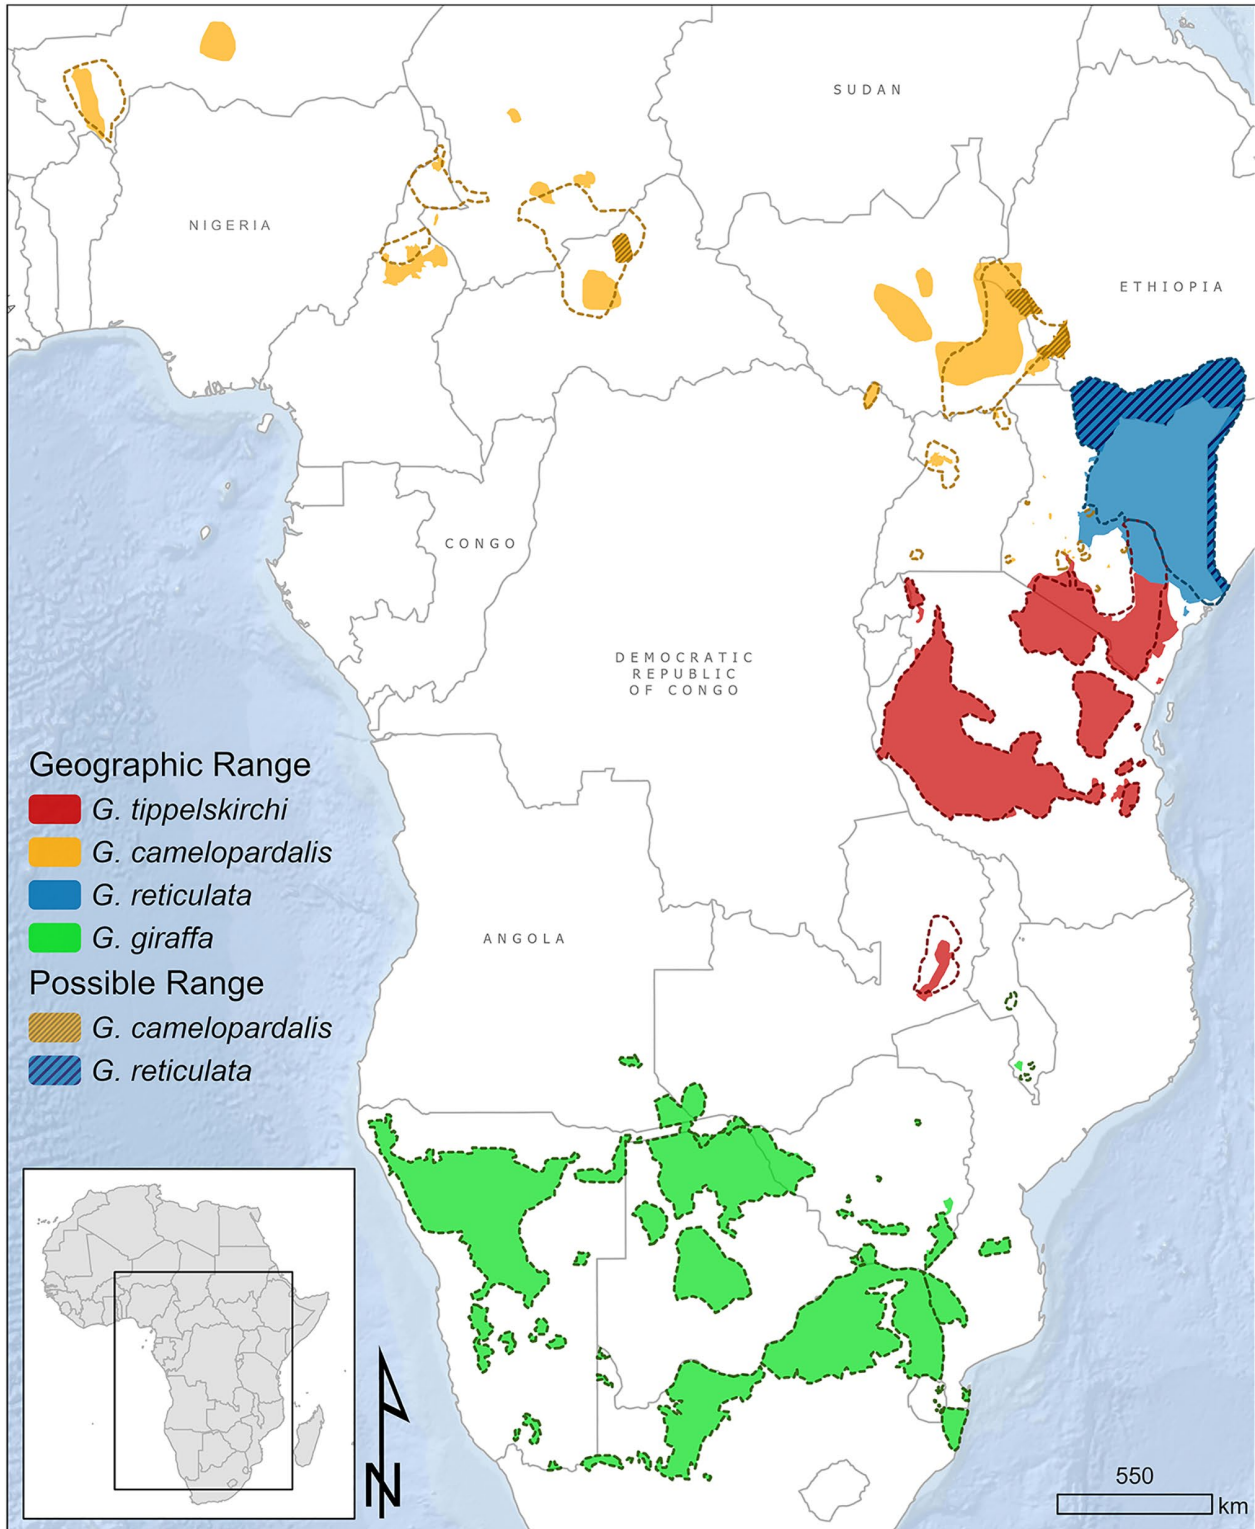 SUDAN
NIGERIA
ETHIOPIA
CONGO
DEMOCRATIC
REPUBLIC
OF CONGO
Geographic Range
G. tippelskirchi
G. camelopardalis
G. reticulata
G. giraffa
ANGOLA
Possible Range
G. camelopardalis
G. reticulata
N
550
km